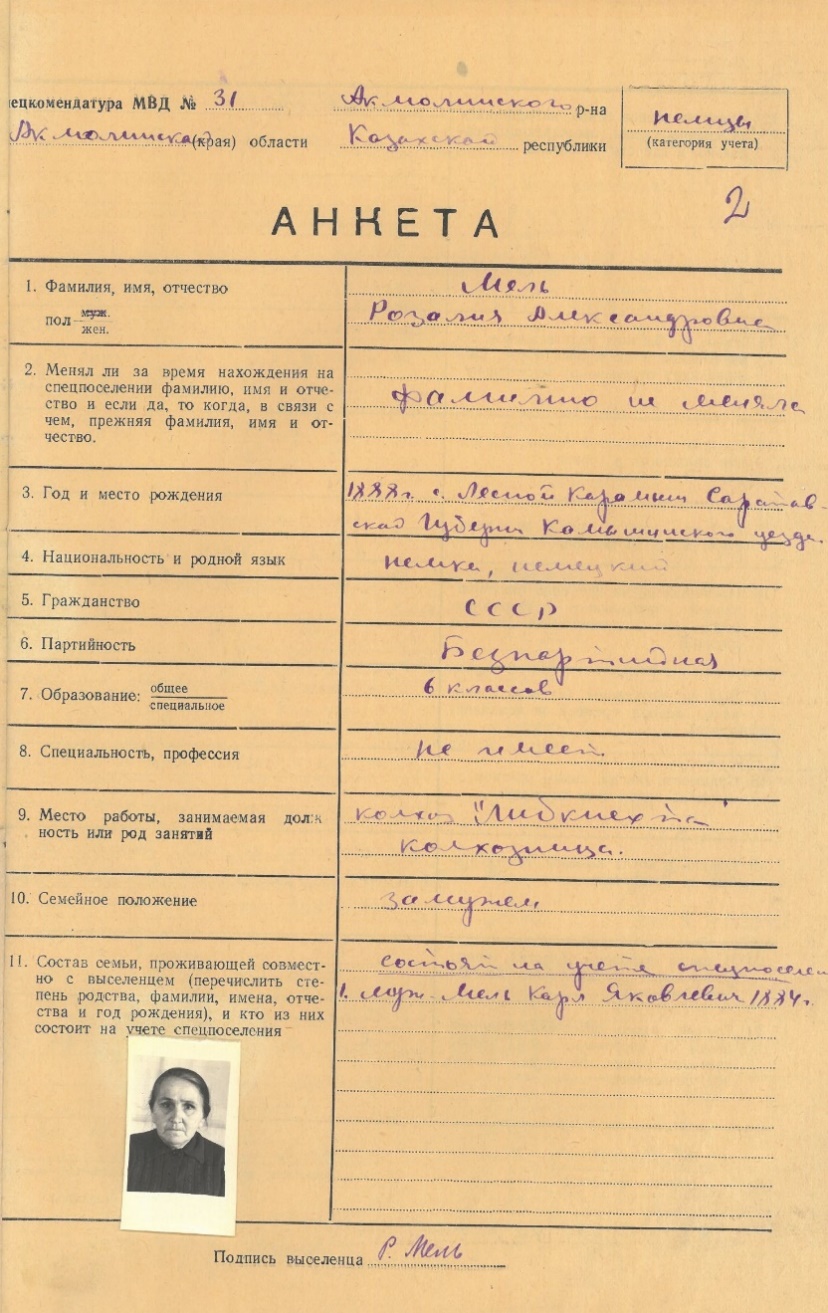 ецкомендатура МВД № 31 Акмолинского р-на
Акмолинская (края) области Казахской республики
немцы
(категория учета)
2
АНКЕТА
1. Фамилия, имя, отчество Мель
пол муж. жен. Розалия Александровна
2. Менял ли за время нахождения на
спецпоселении фамилию, имя и отче-
ство и если да, то когда, в связи с
чем, прежняя фамилия, имя и от-
чество.
Фамилию не меняла
3. Год и место рождения 1888 г. с. Лесной Карамыш Саратов-
ской Губерни Камышинского уезда.
4. Национальность и родной язык немка, немецкий
5. Гражданство СССР
6. Партийность Безпартийная
7. Образование: общее специальное 6 классов
8. Специальность, профессия не имеет
9. Место работы, занимаемая долж
ность или род занятий
колхоз "Либкнехта"
колхозница.
10. Семейное положение замужем
11. Состав семьи, проживающей совмест-
но с выселенцем (перечислить сте-
пень родства, фамилии, имена, отче-
ства и год рождения), и кто из них
состоит на учете спецпоселения
состоят на учете спецпоселен
1. муж Мель Карл Яковлевич 1884 г.
Подпись выселенца Р. Мель